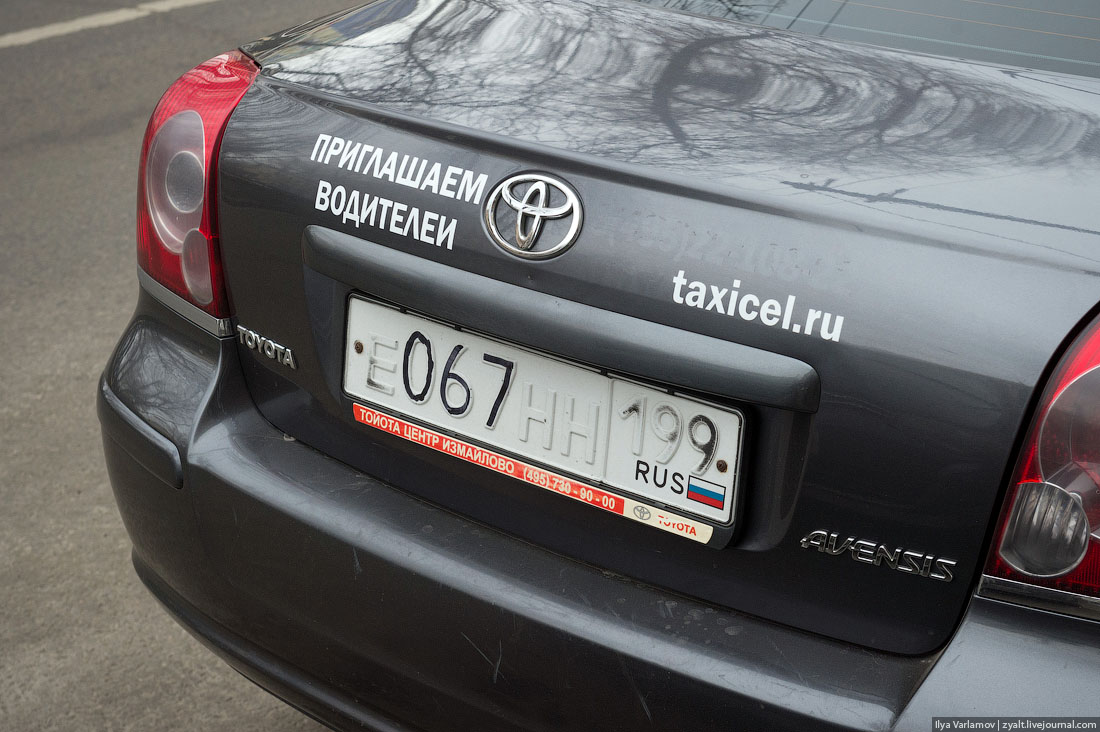 ПРИГЛАШАЕМ
ВОДИТЕЛЕЙ
taxicel.ru
TOYOTA
Е067НН 199
RUS
ТОЙОТА ЦЕНТР ИЗМАЙЛОВО (495) 730 - 90 - 00 TOYOTA
AVENSIS
Ilya Varlamov | zyalt.livejournal.com